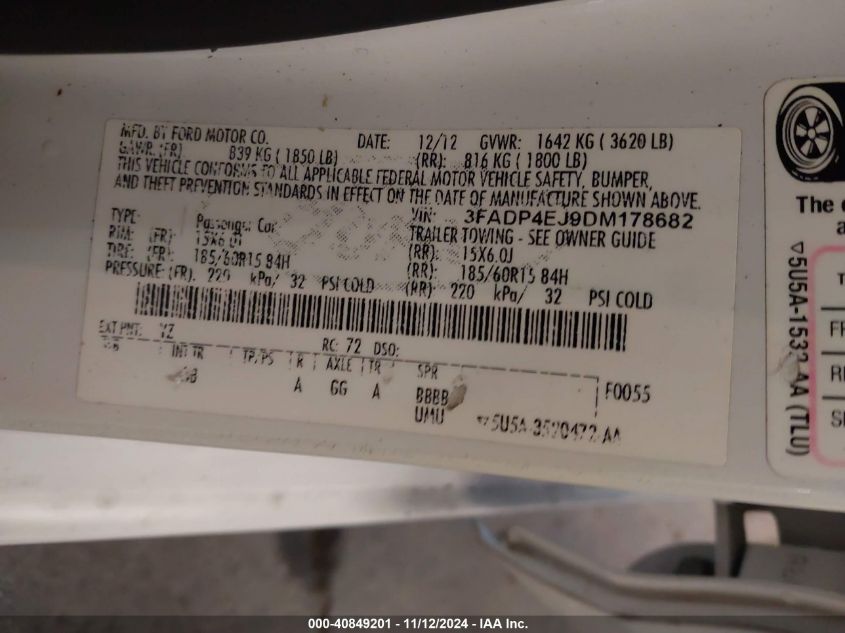 MFD. BY FORD MOTOR CO. DATE: 12/12 GVWR: 1642 KG ( 3620 LB)
GAWR: (FR) 839 KG ( 1850 LB) (RR): 816 KG ( 1800 LB)
THIS VEHICLE CONFORMS TO ALL APPLICABLE FEDERAL MOTOR VEHICLE SAFETY, BUMPER,
AND THEFT PREVENTION STANDARDS IN EFFECT ON THE DATE OF MANUFACTURE SHOWN ABOVE.
VIN: 3FADP4EJ9DM178682
TYPE: Passenger Car TRAILER TOWING - SEE OWNER GUIDE
RIM: (FR) 15X6.0J (RR): 15X6.0J
TIRE: (FR) 185/60R15 84H (RR): 185/60R15 84H
PRESSURE: (FR). 220 kPa/ 32 PSI COLD (RR) 220 kPa/ 32 PSI COLD
EXT PNT: YZ RC: 72 DSO:
INT TR TP/PS R AXLE TR SPR
A GG A BBBB F0055
UMU ▽5U5A-3520472-AA
The
▽5U5A-1532 AA (TLU)
000-40849201 - 11/12/2024 - IAA Inc.